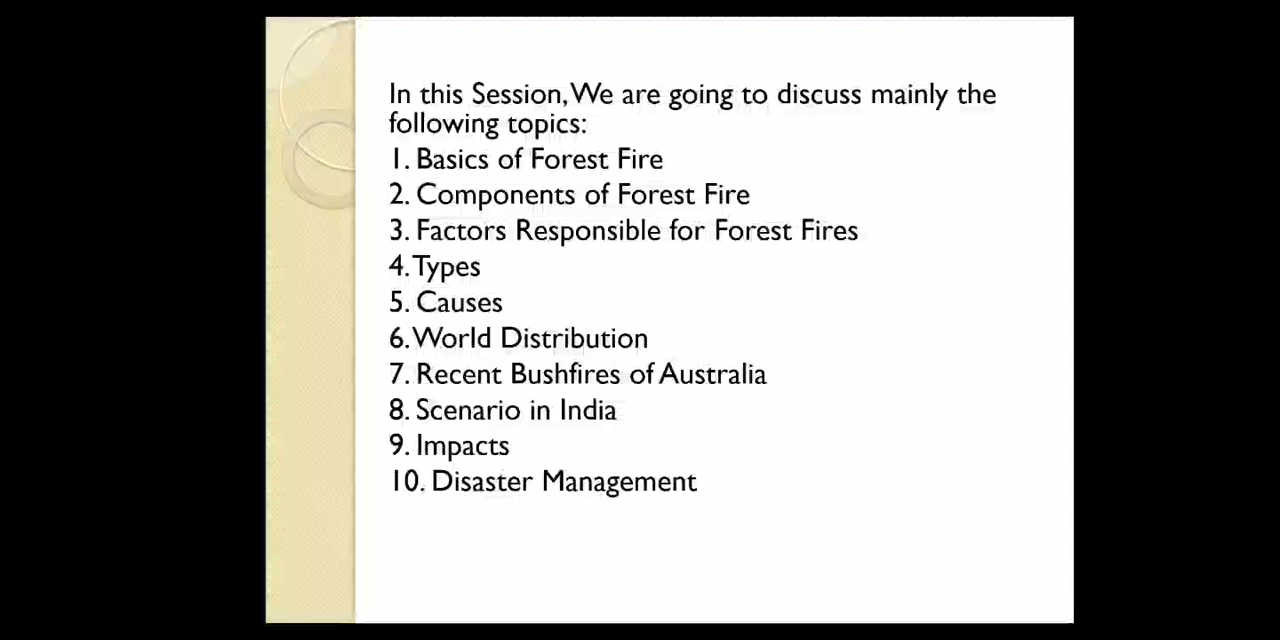 In this Session, We are going to discuss mainly the
following topics:
1. Basics of Forest Fire
2. Components of Forest Fire
3. Factors Responsible for Forest Fires
4. Types
5. Causes
6. World Distribution
7. Recent Bushfires of Australia
8. Scenario in India
9. Impacts
10. Disaster Management